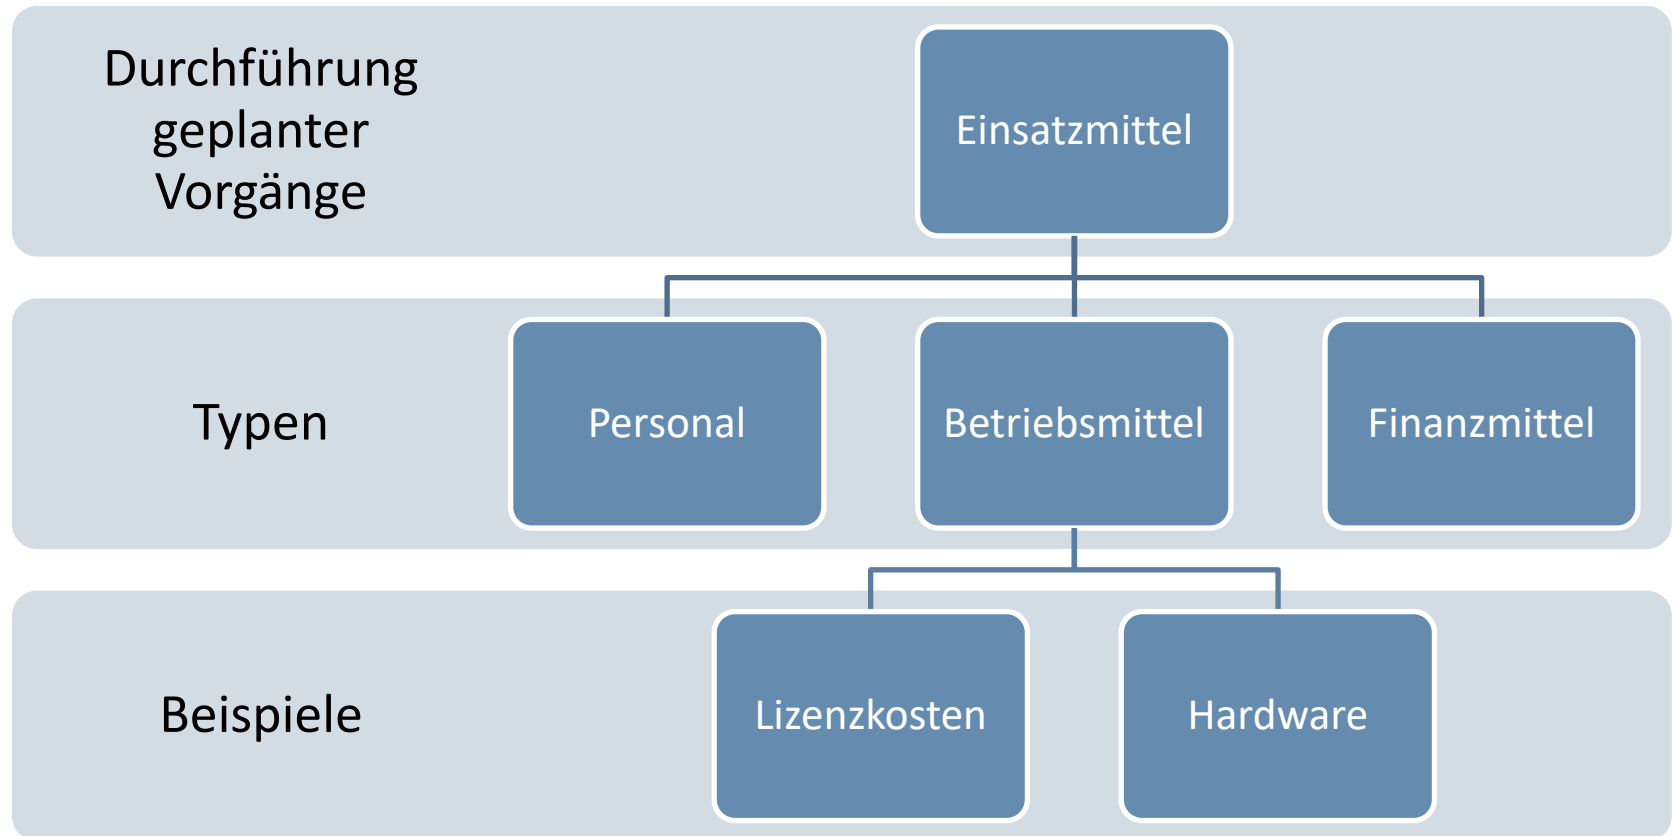 Durchführung
geplanter
Vorgänge
Einsatzmittel
Typen
Personal
Betriebsmittel
Finanzmittel
Beispiele
Lizenzkosten
Hardware